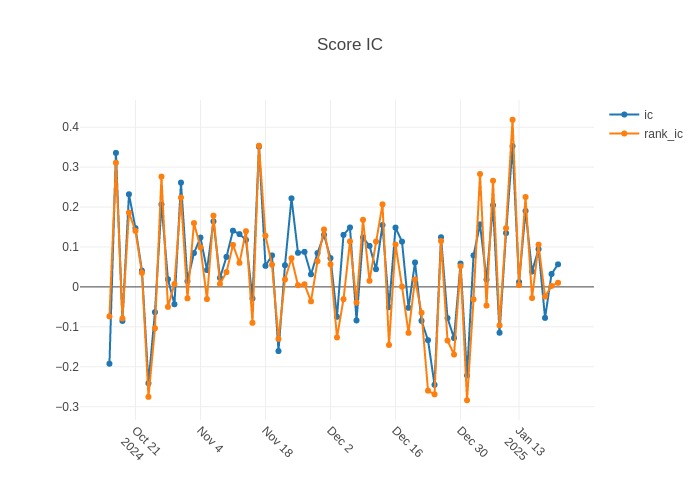 Score IC
ic
rank_ic
0.4
0.3
0.2
0.1
0
−0.1
−0.2
−0.3
Oct 21
2024
Nov 4
Nov 18
Dec 2
Dec 16
Dec 30
Jan 13
2025